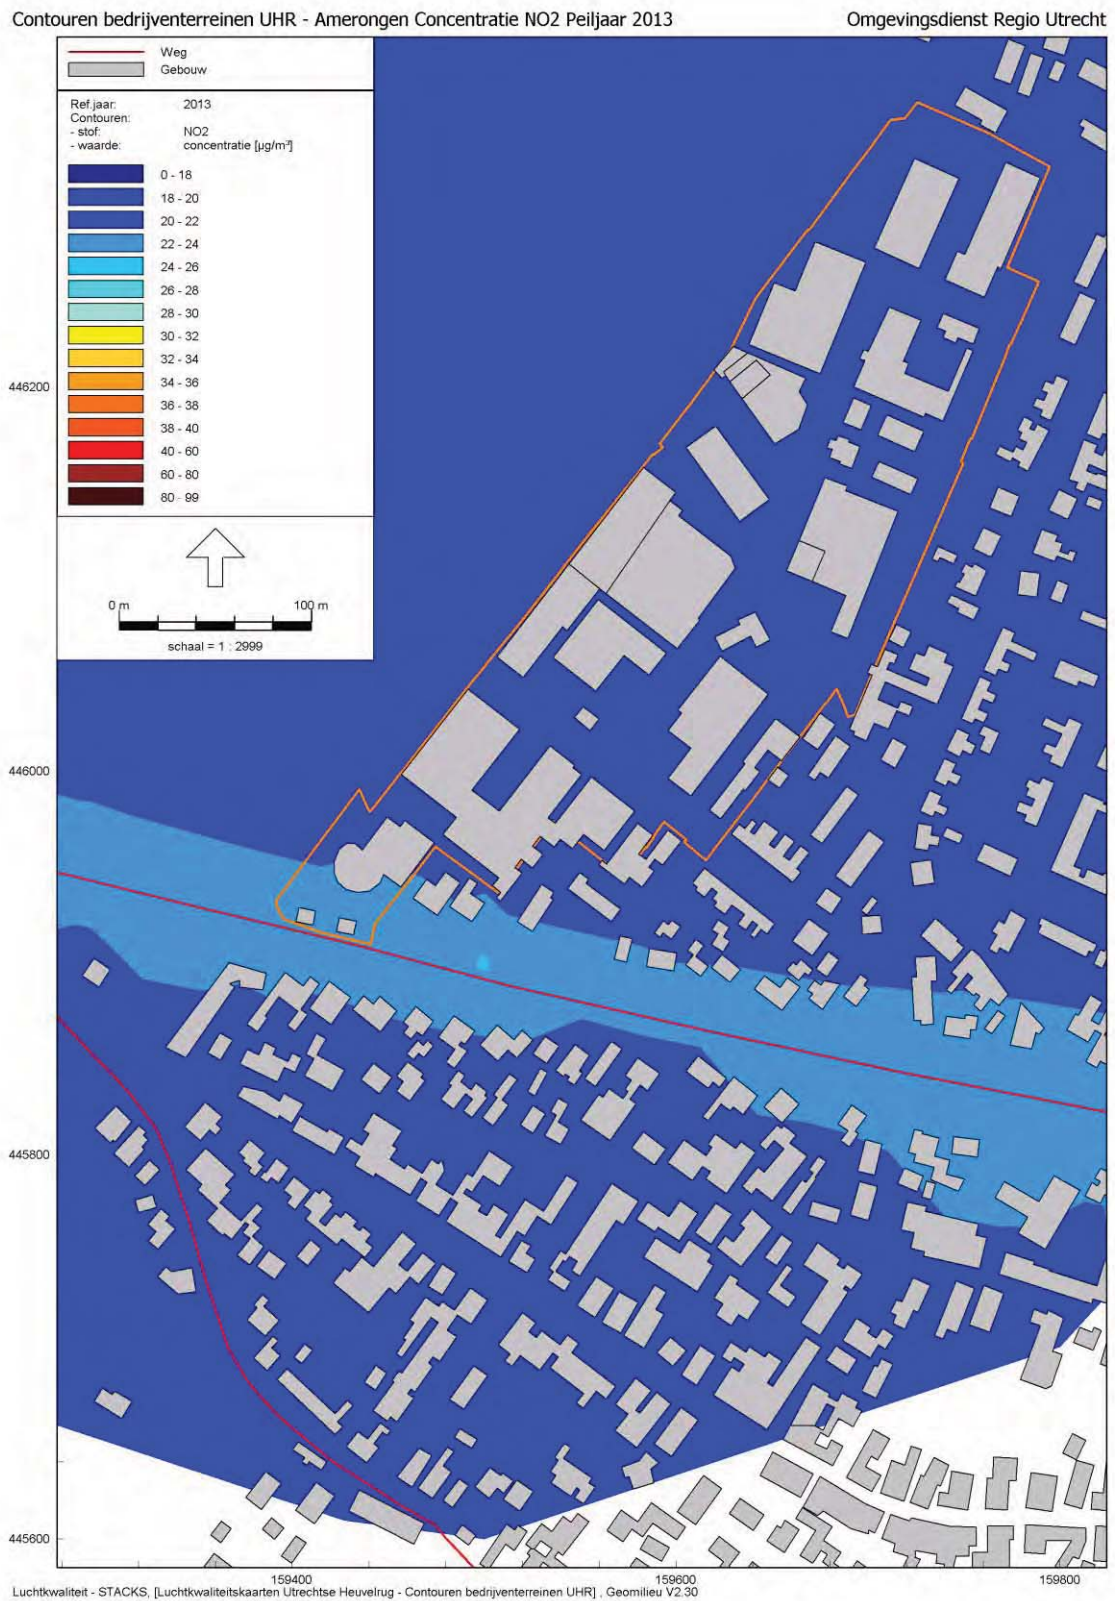 Contouren bedrijventerreinen UHR - Amerongen Concentratie NO2 Peiljaar 2013
Omgevingsdienst Regio Utrecht
Weg
Gebouw
Ref.jaar: 2013
Contouren:
- stof: NO2
- waarde: concentratie [µg/m³]
0 - 18
18 - 20
20 - 22
22 - 24
24 - 26
26 - 28
28 - 30
30 - 32
32 - 34
34 - 36
36 - 38
38 - 40
40 - 60
60 - 80
80 - 99
0 m 100 m
schaal = 1 : 2999
446200
446000
445800
445600
159400 159600 159800
Luchtkwaliteit - STACKS, [Luchtkwaliteitskaarten Utrechtse Heuvelrug - Contouren bedrijventerreinen UHR] , Geomilieu V2.30